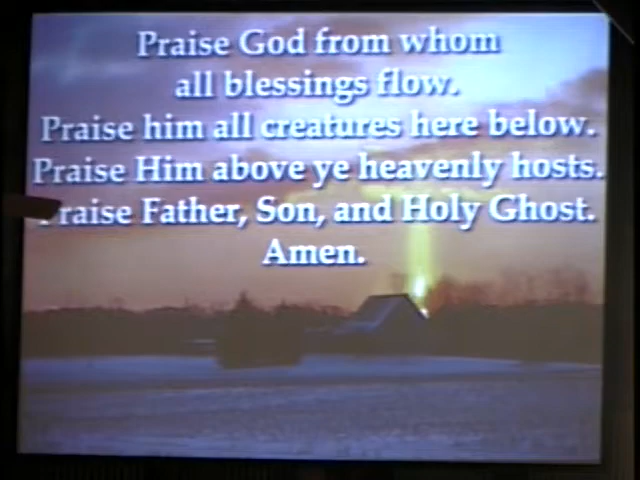 Praise God from whom
all blessings flow.
Praise him all creatures here below.
Praise Him above ye heavenly hosts.
Praise Father, Son, and Holy Ghost.
Amen.